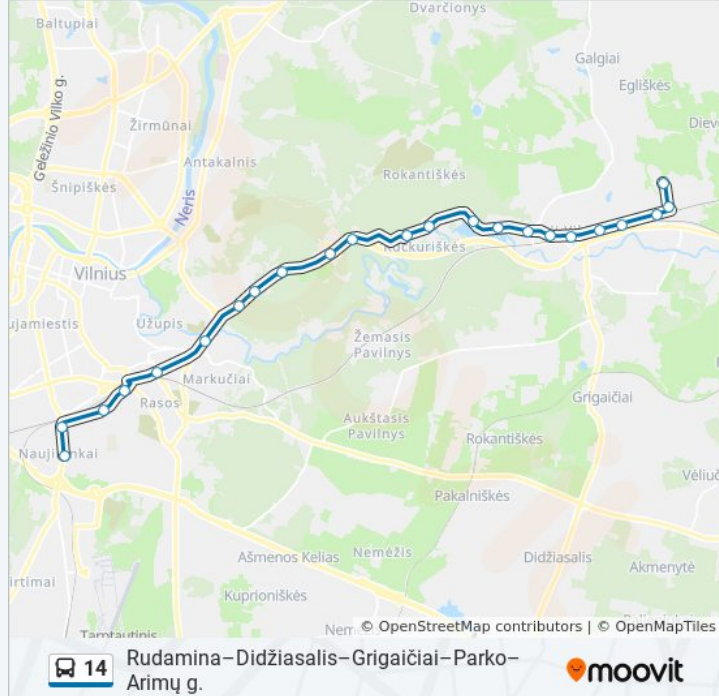 Dvarčionys
Baltupiai
Galgiai
Geležinio Vilko g.
Egliškės
Žirmūnai
Antakalnis
Rokantiškės
Šnipiškės
Neris
Kuckuriškės
Vilnius
Užupis
Žemasis
Pavilnys
Markučiai
Rasos
Grigaičiai
Aukštasis
Pavilnys
Rokantiškės
Pakalniškės
Ašmenos Kelias
Nemėžis
Didžiasalis
Akmenytė
Kuprioniškės
© OpenStreetMap contributors | © OpenMapTiles
14
Rudamina–Didžiasalis–Grigaičiai–Parko–
Arimų g.
moovit